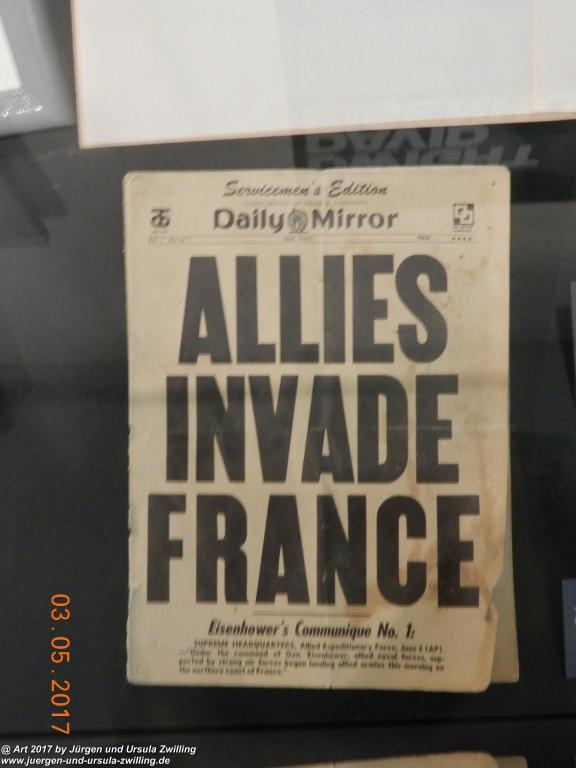 Servicemen's Edition
Daily Mirror
ALLIES
INVADE
FRANCE
Eisenhower's Communique No. 1:
SUPREME HEADQUARTERS, Allied Expeditionary Force, June 6 (AP).
—"Under the command of Gen. Eisenhower, allied naval forces, sup-
ported by strong air forces began landing allied armies this morning on
the northern coast of France."
03.05.2017
@ Art 2017 by Jürgen und Ursula Zwilling
www.juergen-und-ursula-zwilling.de